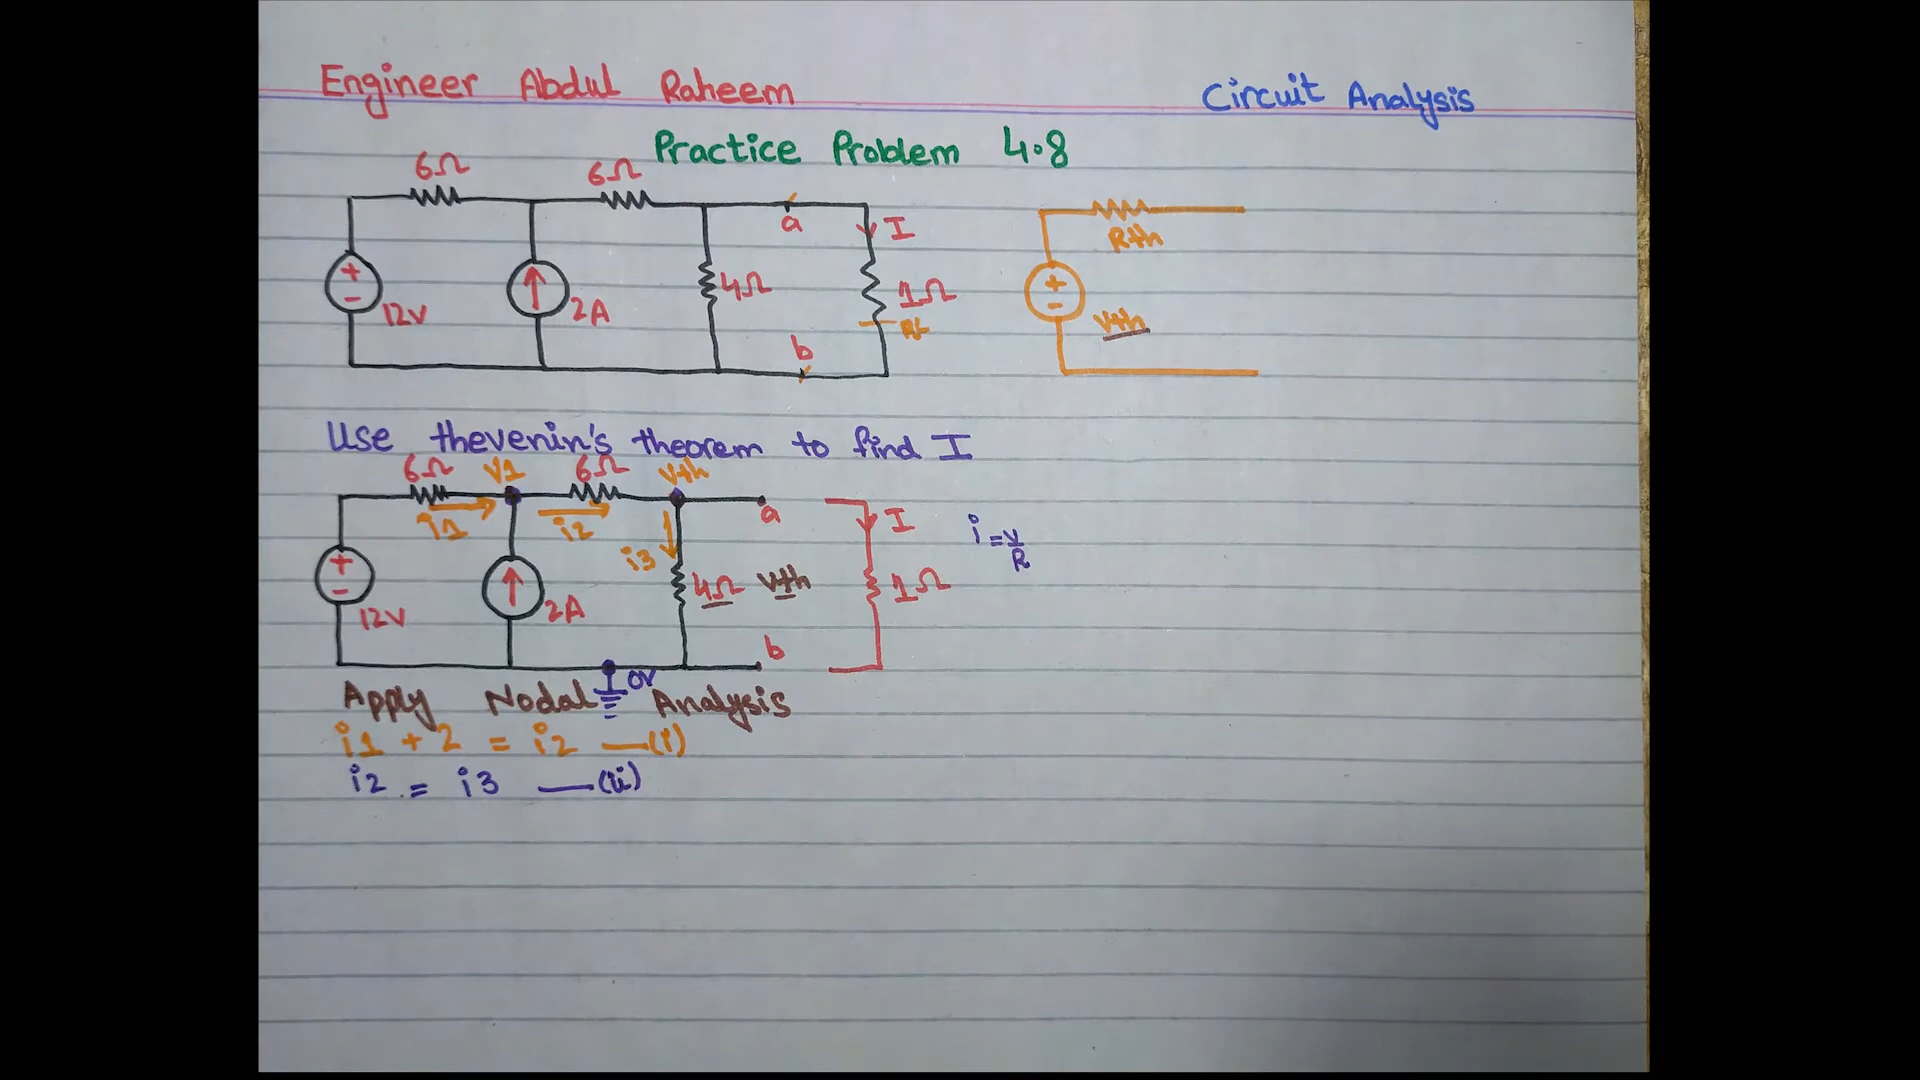 Engineer Abdul Raheem
Circuit Analysis
Practice Problem 4.8
6Ω 6Ω
a I
+ - 12V 2A 4Ω 1Ω
RL
b
Rth
+ - Vth
Use thevenin's theorem to find I
6Ω V1 6Ω Vth
i1 i2 a I
i = V/R
i3
+ - 12V 2A 4Ω Vth 1Ω
b
0V
Apply Nodal Analysis
i1 + 2 = i2 —(i)
i2 = i3 —(ii)